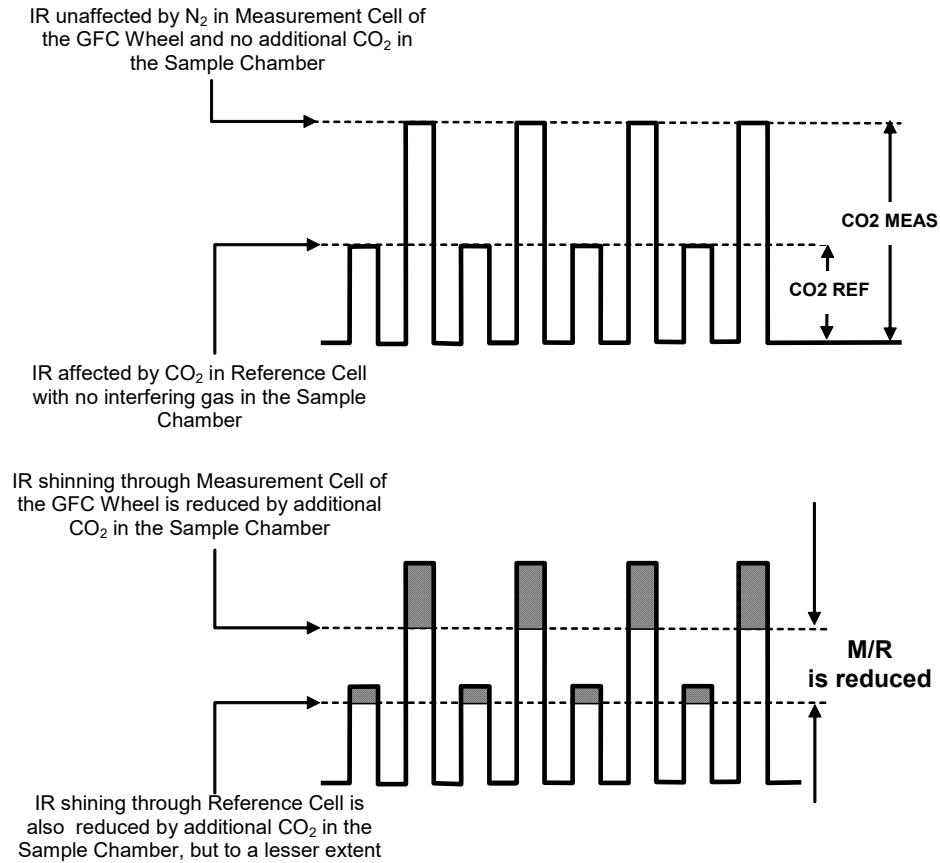 IR unaffected by N₂ in Measurement Cell of
the GFC Wheel and no additional CO₂ in
the Sample Chamber
CO2 MEAS
CO2 REF
IR affected by CO₂ in Reference Cell
with no interfering gas in the Sample
Chamber
IR shinning through Measurement Cell of
the GFC Wheel is reduced by additional
CO₂ in the Sample Chamber
M/R
is reduced
IR shining through Reference Cell is
also reduced by additional CO₂ in the
Sample Chamber, but to a lesser extent